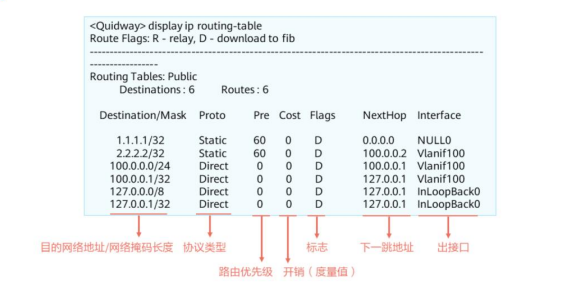 <Quidway> display ip routing-table
Route Flags: R - relay, D - download to fib
------------------------------------------------------------------------------
-----------------
Routing Tables: Public
Destinations : 6 Routes : 6
Destination/Mask Proto Pre Cost Flags NextHop Interface
1.1.1.1/32 Static 60 0 D 0.0.0.0 NULL0
2.2.2.2/32 Static 60 0 D 100.0.0.2 Vlanif100
100.0.0.0/24 Direct 0 0 D 100.0.0.1 Vlanif100
100.0.0.1/32 Direct 0 0 D 127.0.0.1 Vlanif100
127.0.0.0/8 Direct 0 0 D 127.0.0.1 InLoopBack0
127.0.0.1/32 Direct 0 0 D 127.0.0.1 InLoopBack0
目的网络地址/网络掩码长度 协议类型 标志 下一跳地址 出接口
路由优先级 开销（度量值）